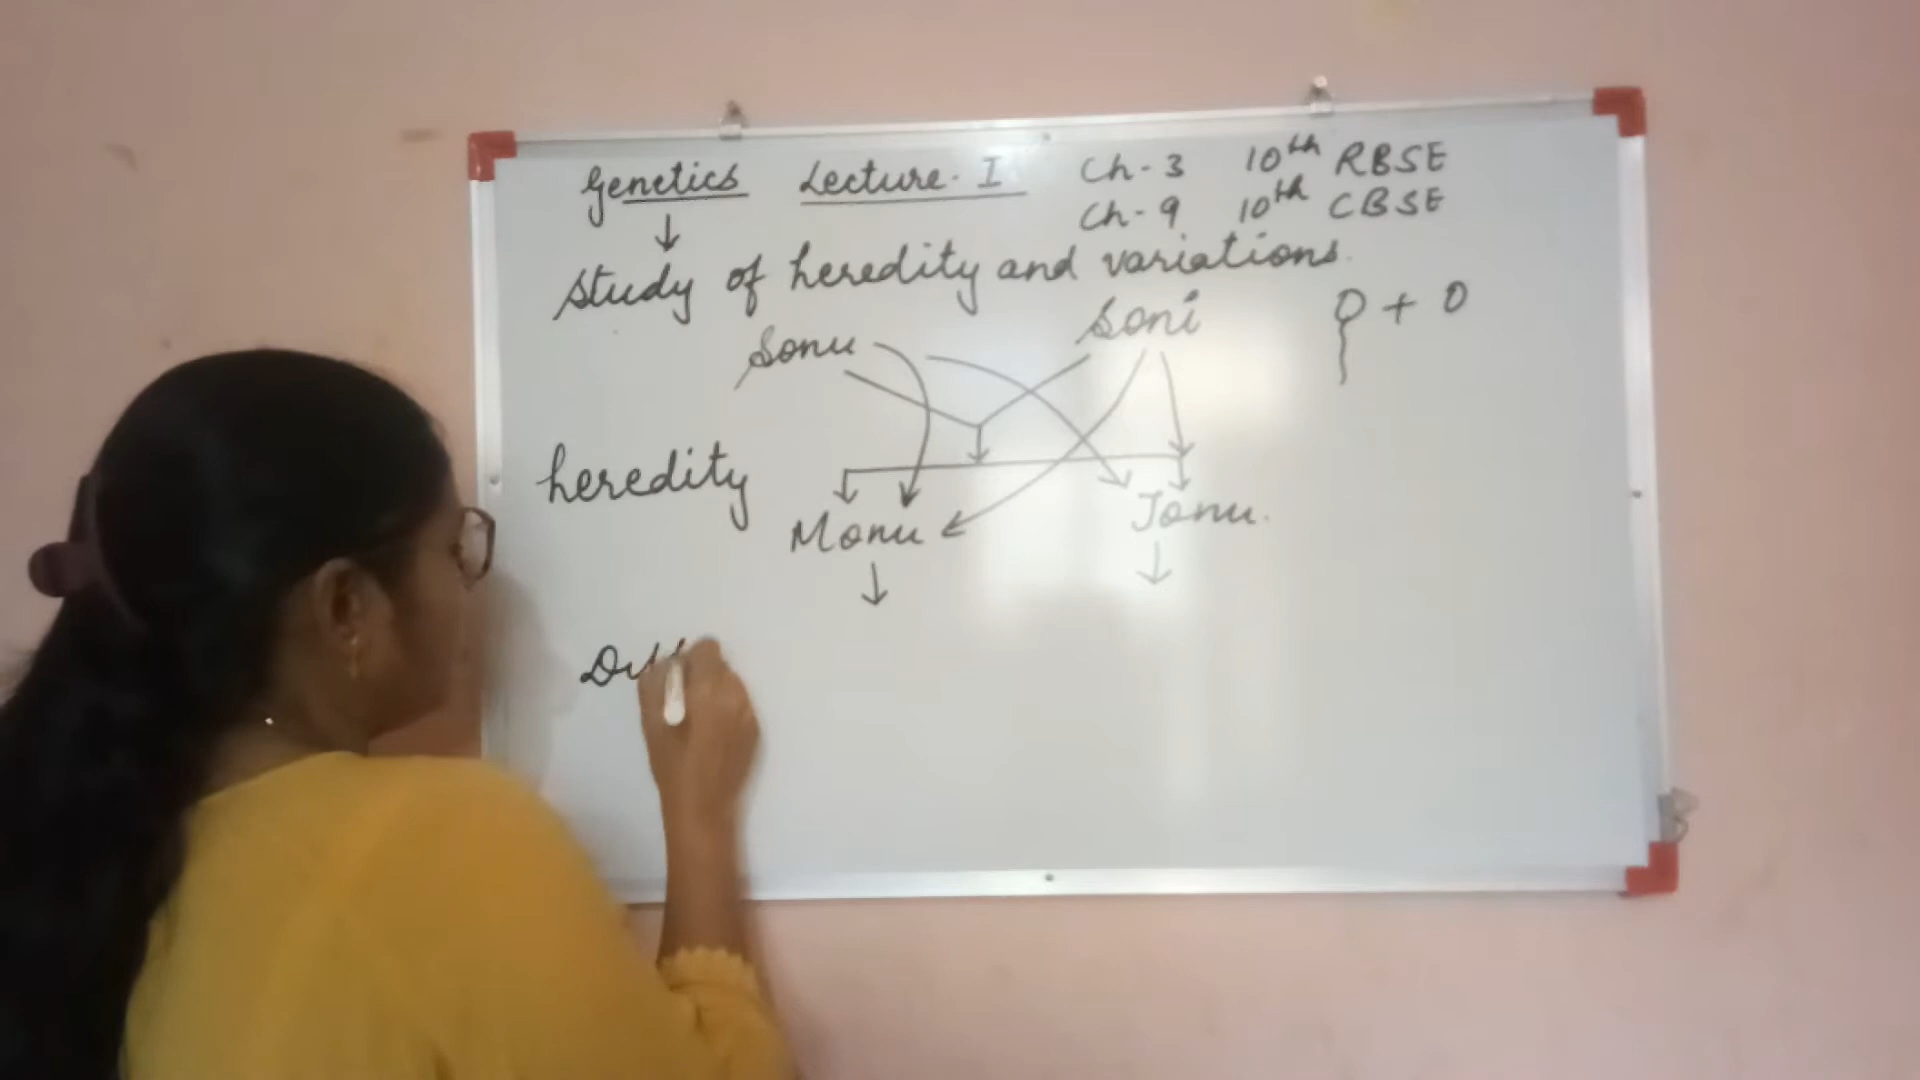 Genetics Lecture. I Ch-3 10th RBSE
Ch-9 10th CBSE
Study of heredity and variations.
Sonu Soni
heredity
Monu Jonu.